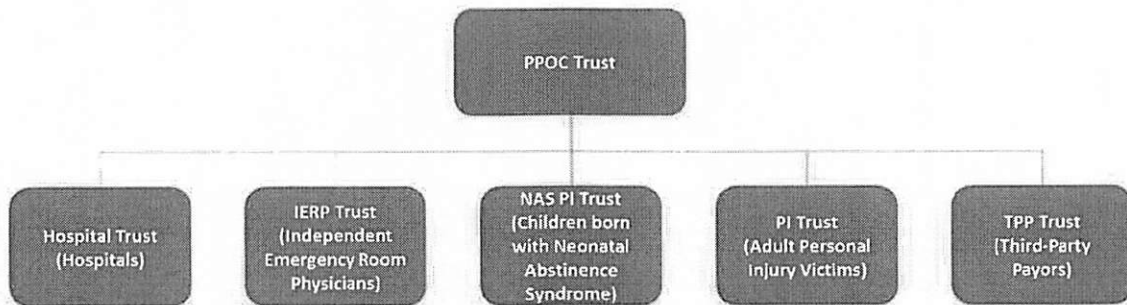 PPOC Trust
Hospital Trust
(Hospitals)
IERP Trust
(Independent
Emergency Room
Physicians)
NAS PI Trust
(Children born
with Neonatal
Abstinence
Syndrome)
PI Trust
(Adult Personal
Injury Victims)
TPP Trust
(Third-Party
Payors)